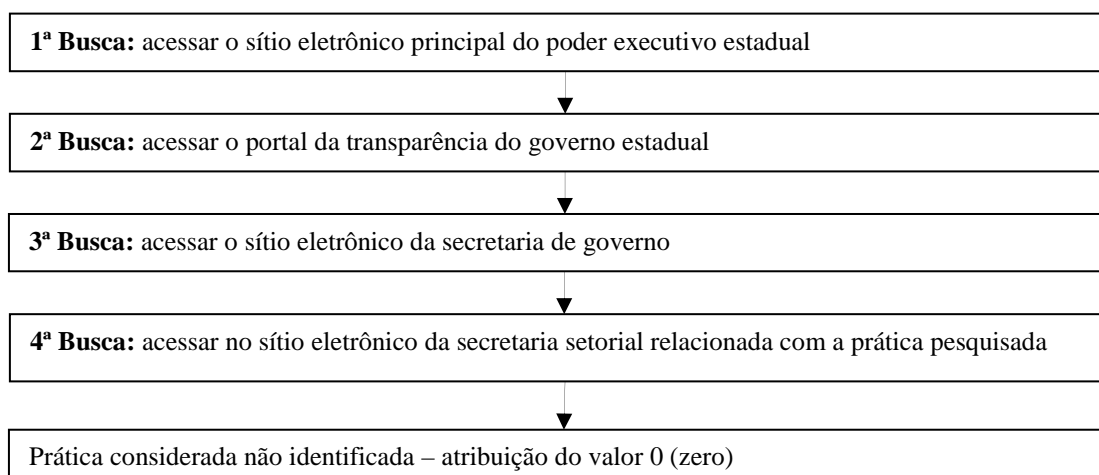 1ª Busca: acessar o sítio eletrônico principal do poder executivo estadual
2ª Busca: acessar o portal da transparência do governo estadual
3ª Busca: acessar o sítio eletrônico da secretaria de governo
4ª Busca: acessar no sítio eletrônico da secretaria setorial relacionada com a prática pesquisada
Prática considerada não identificada – atribuição do valor 0 (zero)